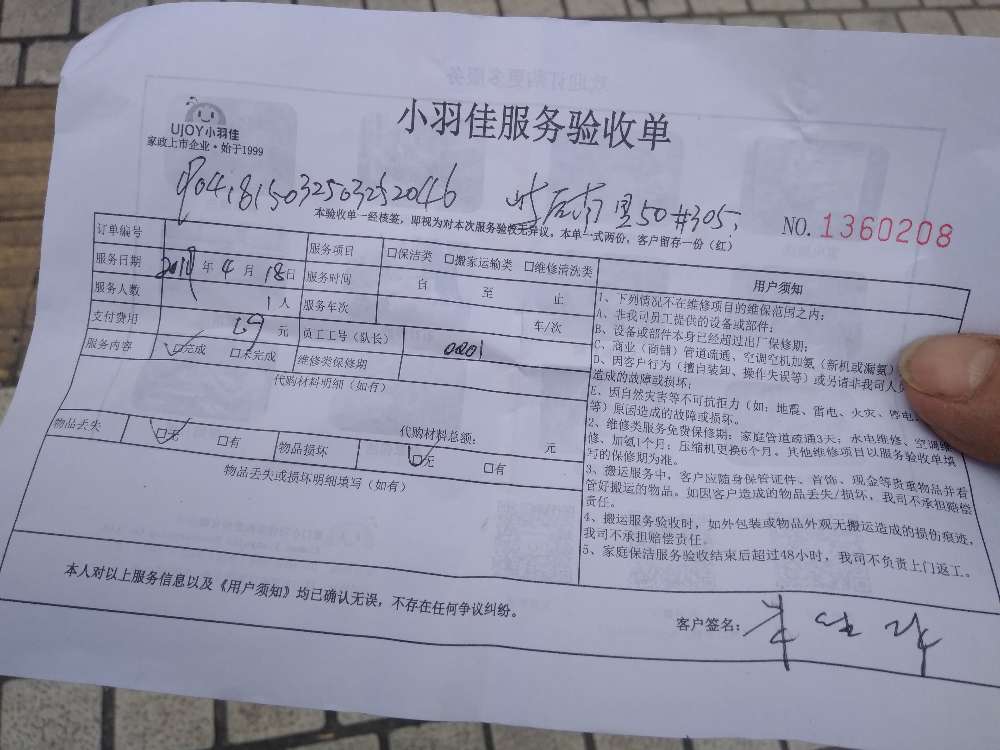 小羽佳服务验收单
UJOY小羽佳
家政上市企业·始于1999
041815032503252046
50#305
本验收单一经核签，即视为对本次服务验收无异议，本单一式两份，客户留存一份（红）
NO. 1360208
订单编号 服务项目 □保洁类 □搬家运输类 □维修清洗类
服务日期 年 4 月 18 日 服务时间 自 至 止
服务人数 1 人 服务车次 车/次
支付费用 元 员工工号（队长） 0201
服务内容 □完成 □未完成 维修类保修期
代购材料明细（如有）
代购材料总额： 元
物品丢失 □无 □有 物品损坏 □无 □有
物品丢失或损坏明细填写（如有）
用户须知
1、下列情况不在维修项目的维保范围之内：
A、非我司员工提供的设备或部件；
B、设备或部件本身已经超过出厂保修期；
C、商业（商铺）管道疏通、空调空机加氨（新机或漏氨）
D、因客户行为（擅自装卸、操作失误等）或另请非我司人员
造成的故障或损坏；
E、因自然灾害等不可抗拒力（如：地震、雷电、火灾、停电
等）原因造成的故障或损坏。
2、维修类服务免费保修期：家庭管道疏通3天；水电维修、空调维
修、加氨1个月；压缩机更换6个月。其他维修项目以服务验收单填
写的保修期为准。
3、搬运服务中，客户应随身保管证件、首饰、现金等贵重物品并看
管好搬运的物品。如因客户造成的物品丢失/损坏，我司不承担赔偿
责任。
4、搬运服务验收时，如外包装或物品外观无搬运造成的损伤痕迹，
我司不承担赔偿责任。
5、家庭保洁服务验收结束后超过48小时，我司不负责上门返工。
本人对以上服务信息以及《用户须知》均已确认无误，不存在任何争议纠纷。
客户签名：